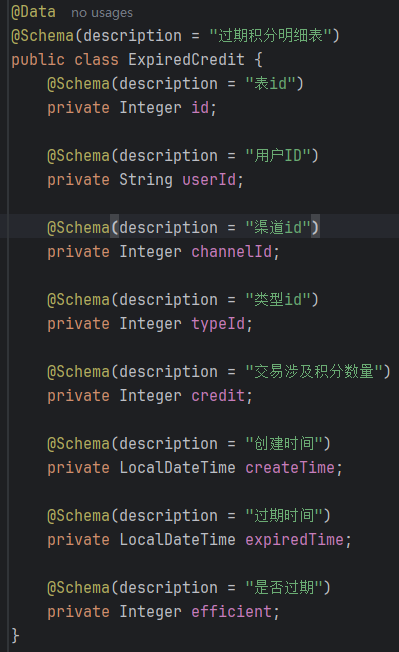 @Data no usages
@Schema(description = "过期积分明细表")
public class ExpiredCredit {
    @Schema(description = "表id")
    private Integer id;

    @Schema(description = "用户ID")
    private String userId;

    @Schema(description = "渠道id")
    private Integer channelId;

    @Schema(description = "类型id")
    private Integer typeId;

    @Schema(description = "交易涉及积分数量")
    private Integer credit;

    @Schema(description = "创建时间")
    private LocalDateTime createTime;

    @Schema(description = "过期时间")
    private LocalDateTime expiredTime;

    @Schema(description = "是否过期")
    private Integer efficient;
}